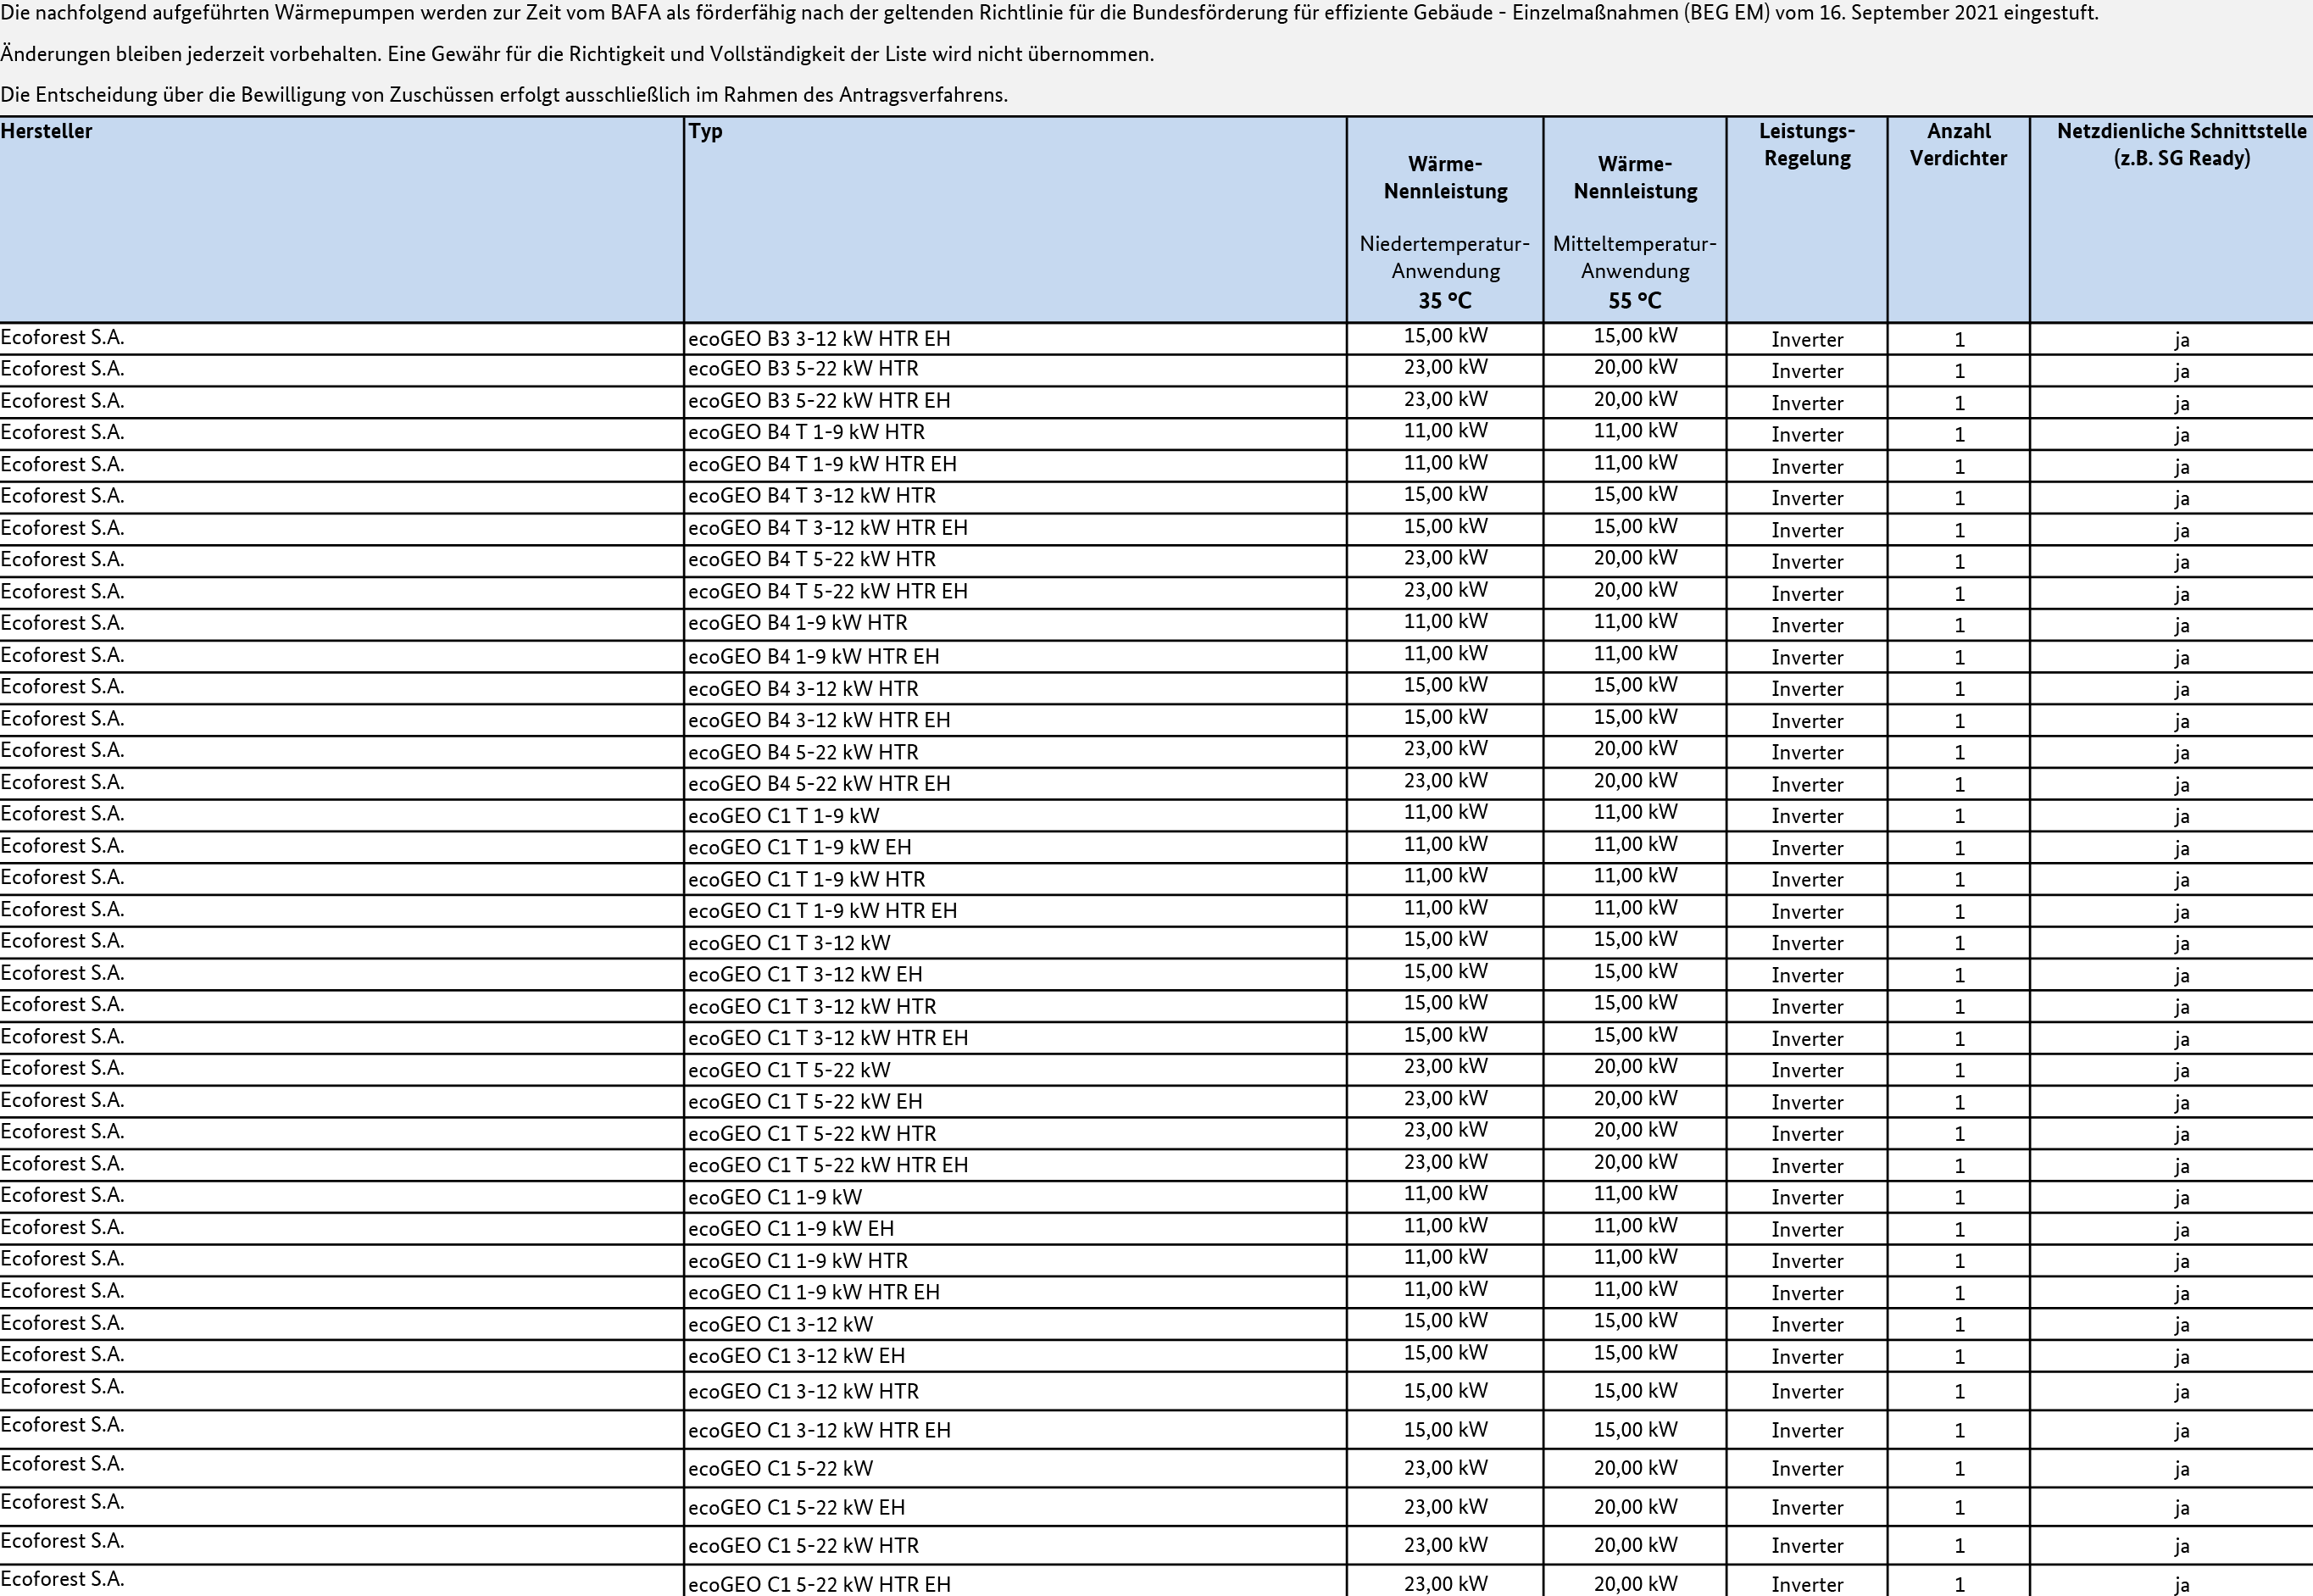 Die nachfolgend aufgeführten Wärmepumpen werden zur Zeit vom BAFA als förderfähig nach der geltenden Richtlinie für die Bundesförderung für effiziente Gebäude - Einzelmaßnahmen (BEG EM) vom 16. September 2021 eingestuft.
Änderungen bleiben jederzeit vorbehalten. Eine Gewähr für die Richtigkeit und Vollständigkeit der Liste wird nicht übernommen.
Die Entscheidung über die Bewilligung von Zuschüssen erfolgt ausschließlich im Rahmen des Antragsverfahrens.
Hersteller Typ Wärme-Nennleistung Niedertemperatur-Anwendung 35 °C Wärme-Nennleistung Mitteltemperatur-Anwendung 55 °C Leistungs-Regelung Anzahl Verdichter Netzdienliche Schnittstelle (z.B. SG Ready)
Ecoforest S.A. ecoGEO B3 3-12 kW HTR EH 15,00 kW 15,00 kW Inverter 1 ja
Ecoforest S.A. ecoGEO B3 5-22 kW HTR 23,00 kW 20,00 kW Inverter 1 ja
Ecoforest S.A. ecoGEO B3 5-22 kW HTR EH 23,00 kW 20,00 kW Inverter 1 ja
Ecoforest S.A. ecoGEO B4 T 1-9 kW HTR 11,00 kW 11,00 kW Inverter 1 ja
Ecoforest S.A. ecoGEO B4 T 1-9 kW HTR EH 11,00 kW 11,00 kW Inverter 1 ja
Ecoforest S.A. ecoGEO B4 T 3-12 kW HTR 15,00 kW 15,00 kW Inverter 1 ja
Ecoforest S.A. ecoGEO B4 T 3-12 kW HTR EH 15,00 kW 15,00 kW Inverter 1 ja
Ecoforest S.A. ecoGEO B4 T 5-22 kW HTR 23,00 kW 20,00 kW Inverter 1 ja
Ecoforest S.A. ecoGEO B4 T 5-22 kW HTR EH 23,00 kW 20,00 kW Inverter 1 ja
Ecoforest S.A. ecoGEO B4 1-9 kW HTR 11,00 kW 11,00 kW Inverter 1 ja
Ecoforest S.A. ecoGEO B4 1-9 kW HTR EH 11,00 kW 11,00 kW Inverter 1 ja
Ecoforest S.A. ecoGEO B4 3-12 kW HTR 15,00 kW 15,00 kW Inverter 1 ja
Ecoforest S.A. ecoGEO B4 3-12 kW HTR EH 15,00 kW 15,00 kW Inverter 1 ja
Ecoforest S.A. ecoGEO B4 5-22 kW HTR 23,00 kW 20,00 kW Inverter 1 ja
Ecoforest S.A. ecoGEO B4 5-22 kW HTR EH 23,00 kW 20,00 kW Inverter 1 ja
Ecoforest S.A. ecoGEO C1 T 1-9 kW 11,00 kW 11,00 kW Inverter 1 ja
Ecoforest S.A. ecoGEO C1 T 1-9 kW EH 11,00 kW 11,00 kW Inverter 1 ja
Ecoforest S.A. ecoGEO C1 T 1-9 kW HTR 11,00 kW 11,00 kW Inverter 1 ja
Ecoforest S.A. ecoGEO C1 T 1-9 kW HTR EH 11,00 kW 11,00 kW Inverter 1 ja
Ecoforest S.A. ecoGEO C1 T 3-12 kW 15,00 kW 15,00 kW Inverter 1 ja
Ecoforest S.A. ecoGEO C1 T 3-12 kW EH 15,00 kW 15,00 kW Inverter 1 ja
Ecoforest S.A. ecoGEO C1 T 3-12 kW HTR 15,00 kW 15,00 kW Inverter 1 ja
Ecoforest S.A. ecoGEO C1 T 3-12 kW HTR EH 15,00 kW 15,00 kW Inverter 1 ja
Ecoforest S.A. ecoGEO C1 T 5-22 kW 23,00 kW 20,00 kW Inverter 1 ja
Ecoforest S.A. ecoGEO C1 T 5-22 kW EH 23,00 kW 20,00 kW Inverter 1 ja
Ecoforest S.A. ecoGEO C1 T 5-22 kW HTR 23,00 kW 20,00 kW Inverter 1 ja
Ecoforest S.A. ecoGEO C1 T 5-22 kW HTR EH 23,00 kW 20,00 kW Inverter 1 ja
Ecoforest S.A. ecoGEO C1 1-9 kW 11,00 kW 11,00 kW Inverter 1 ja
Ecoforest S.A. ecoGEO C1 1-9 kW EH 11,00 kW 11,00 kW Inverter 1 ja
Ecoforest S.A. ecoGEO C1 1-9 kW HTR 11,00 kW 11,00 kW Inverter 1 ja
Ecoforest S.A. ecoGEO C1 1-9 kW HTR EH 11,00 kW 11,00 kW Inverter 1 ja
Ecoforest S.A. ecoGEO C1 3-12 kW 15,00 kW 15,00 kW Inverter 1 ja
Ecoforest S.A. ecoGEO C1 3-12 kW EH 15,00 kW 15,00 kW Inverter 1 ja
Ecoforest S.A. ecoGEO C1 3-12 kW HTR 15,00 kW 15,00 kW Inverter 1 ja
Ecoforest S.A. ecoGEO C1 3-12 kW HTR EH 15,00 kW 15,00 kW Inverter 1 ja
Ecoforest S.A. ecoGEO C1 5-22 kW 23,00 kW 20,00 kW Inverter 1 ja
Ecoforest S.A. ecoGEO C1 5-22 kW EH 23,00 kW 20,00 kW Inverter 1 ja
Ecoforest S.A. ecoGEO C1 5-22 kW HTR 23,00 kW 20,00 kW Inverter 1 ja
Ecoforest S.A. ecoGEO C1 5-22 kW HTR EH 23,00 kW 20,00 kW Inverter 1 ja